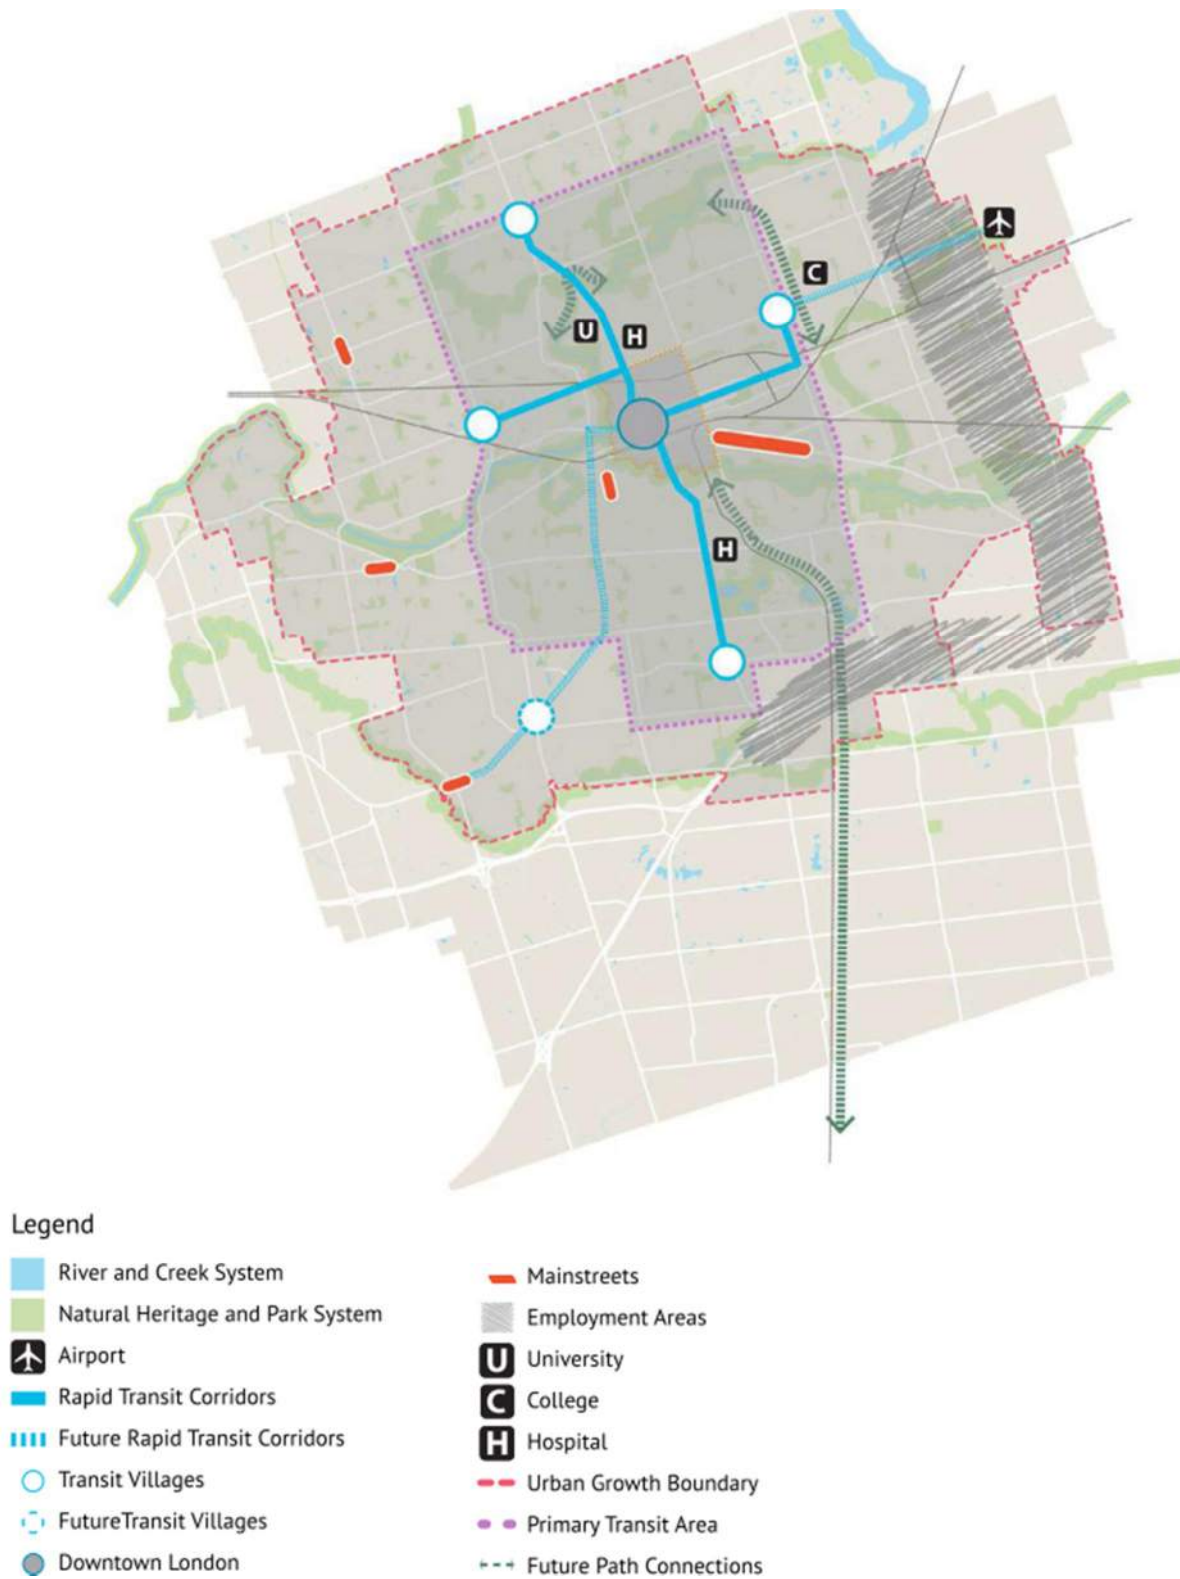 C
U
H
H
Legend
River and Creek System
Natural Heritage and Park System
Airport
Rapid Transit Corridors
Future Rapid Transit Corridors
Transit Villages
FutureTransit Villages
Downtown London
Mainstreets
Employment Areas
U University
C College
H Hospital
Urban Growth Boundary
Primary Transit Area
Future Path Connections